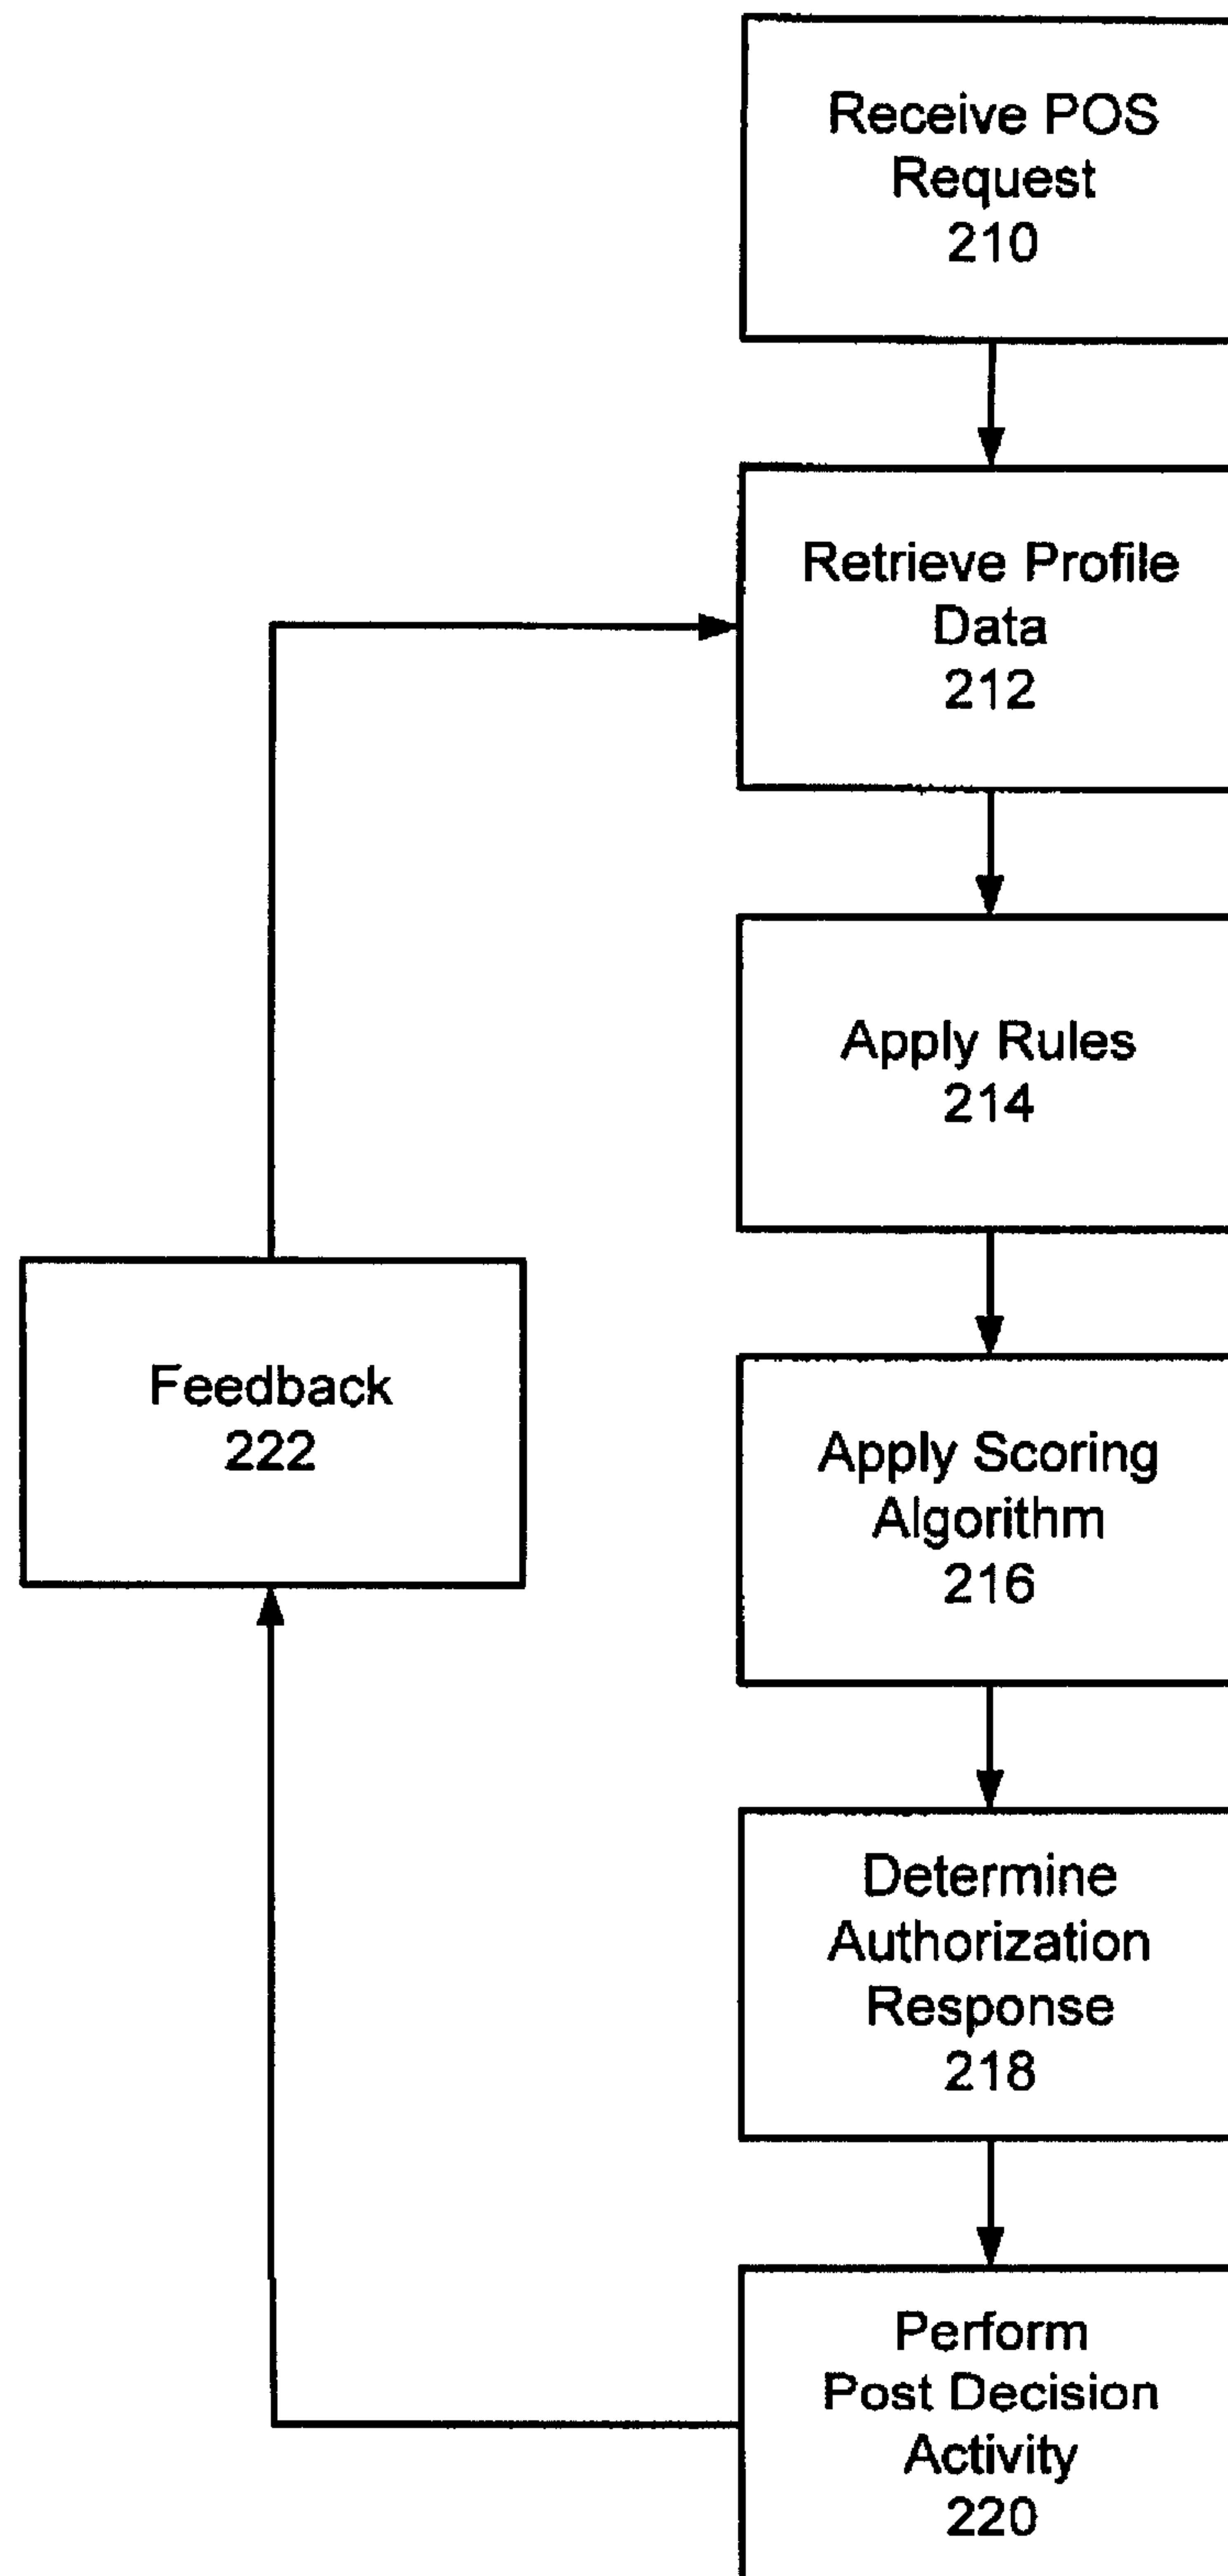 Receive POS
Request
210
Retrieve Profile
Data
212
Apply Rules
214
Feedback
222
Apply Scoring
Algorithm
216
Determine
Authorization
Response
218
Perform
Post Decision
Activity
220